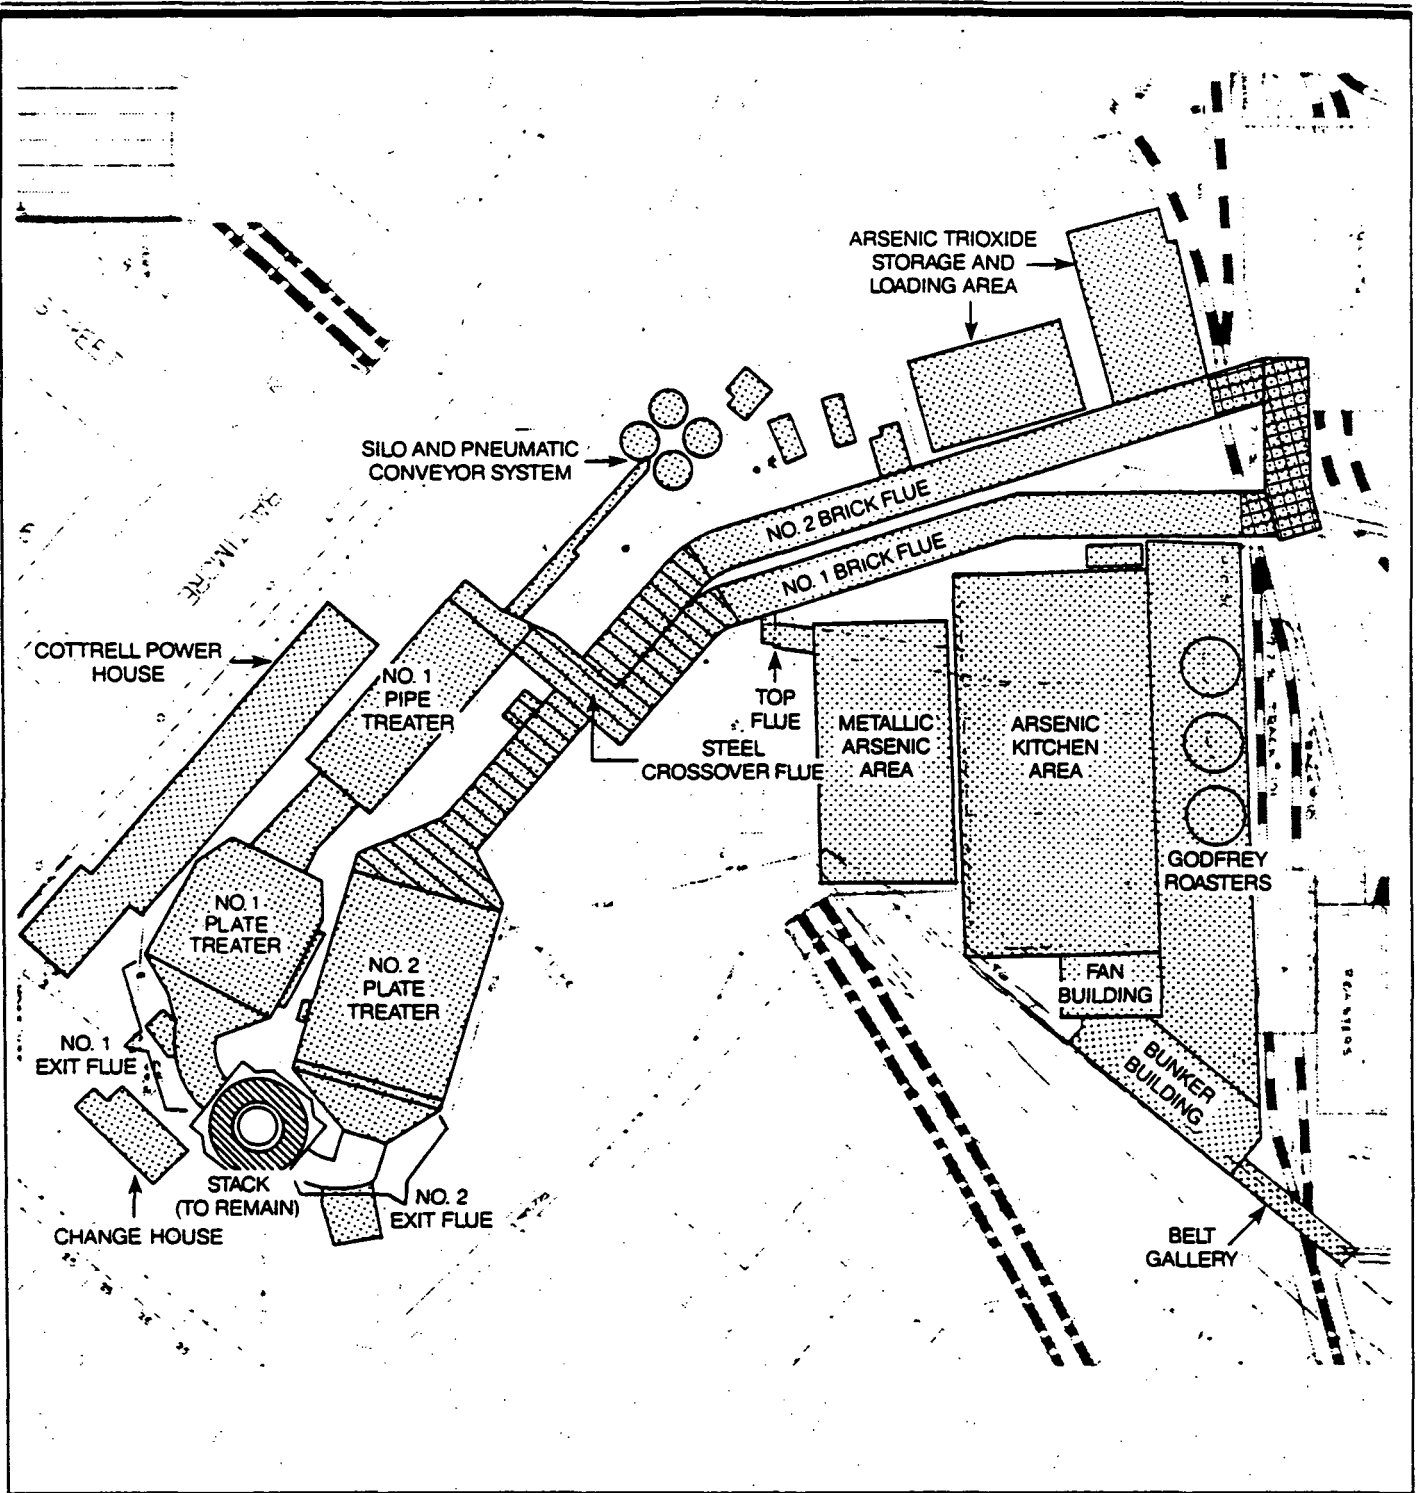 ARSENIC TRIOXIDE
STORAGE AND
LOADING AREA
SILO AND PNEUMATIC
CONVEYOR SYSTEM
NO. 2 BRICK FLUE
NO. 1 BRICK FLUE
COTTRELL POWER
HOUSE
NO. 1
PIPE
TREATER
TOP
FLUE
STEEL
CROSSOVER FLUE
METALLIC
ARSENIC
AREA
ARSENIC
KITCHEN
AREA
GODFREY
ROASTERS
NO. 1
PLATE
TREATER
NO. 2
PLATE
TREATER
FAN
BUILDING
BUNKER
BUILDING
NO. 1
EXIT FLUE
STACK
(TO REMAIN)
NO. 2
EXIT FLUE
CHANGE HOUSE
BELT
GALLERY